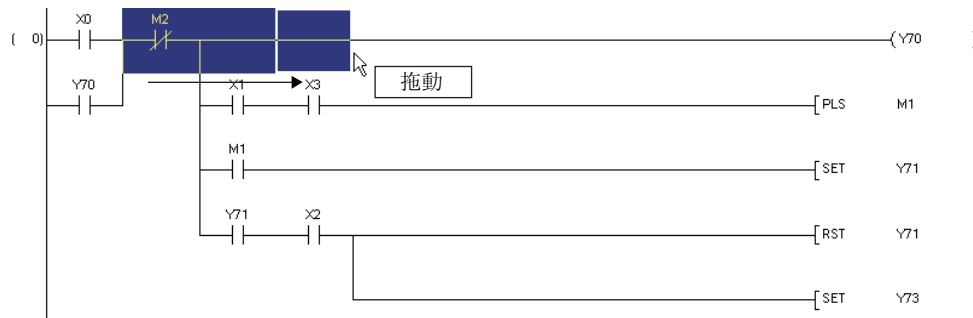 X0 M2
( 0) ( Y70 )
拖動
Y70 X1 X3
[ PLS M1
M1
[ SET Y71
Y71 X2
[ RST Y71
[ SET Y73